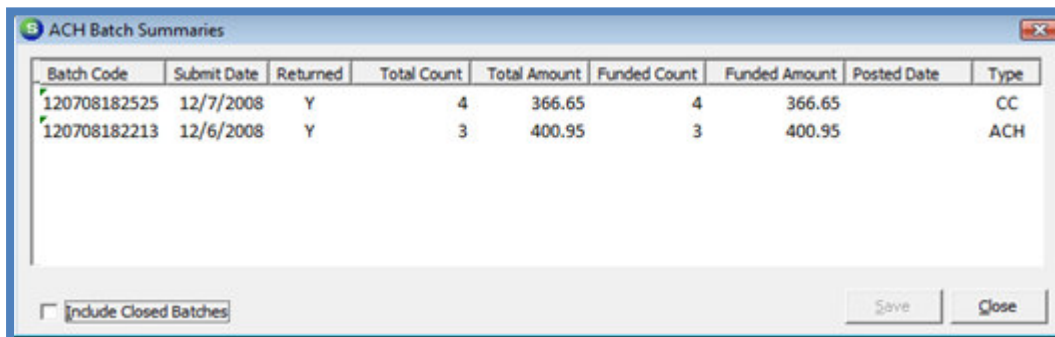 S ACH Batch Summaries
Batch Code Submit Date Returned Total Count Total Amount Funded Count Funded Amount Posted Date Type
120708182525 12/7/2008 Y 4 366.65 4 366.65 CC
120708182213 12/6/2008 Y 3 400.95 3 400.95 ACH
Include Closed Batches Save Close